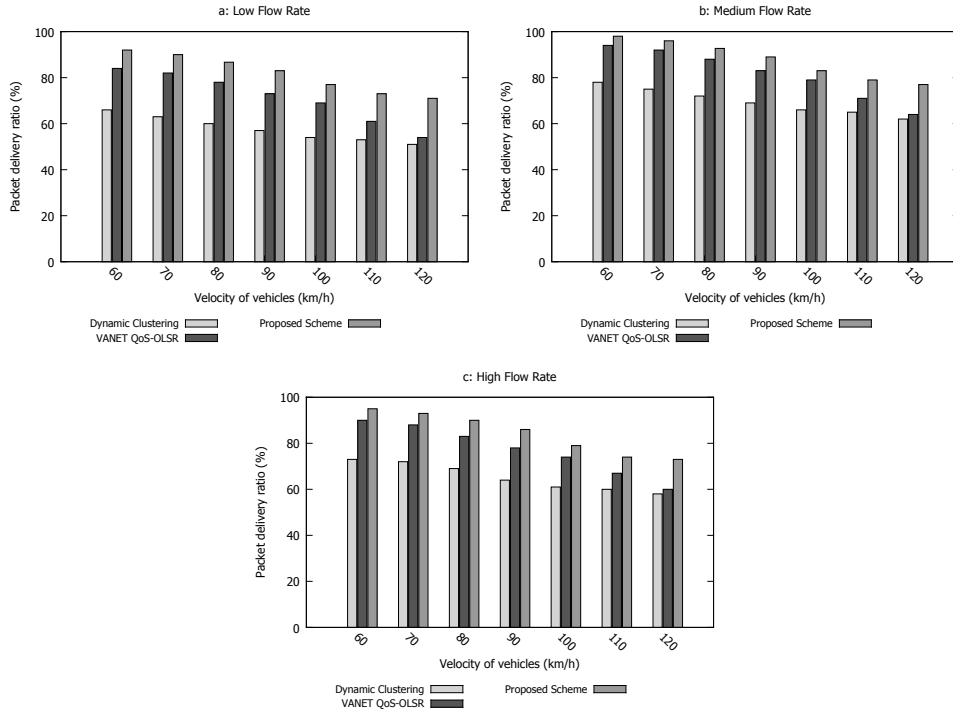 a: Low Flow Rate
Packet delivery ratio (%)
100
80
60
40
20
0
60 70 80 90 100 110 120
Velocity of vehicles (km/h)
Dynamic Clustering Proposed Scheme
VANET QoS-OLSR
b: Medium Flow Rate
Packet delivery ratio (%)
100
80
60
40
20
0
60 70 80 90 100 110 120
Velocity of vehicles (km/h)
Dynamic Clustering Proposed Scheme
VANET QoS-OLSR
c: High Flow Rate
Packet delivery ratio (%)
100
80
60
40
20
0
60 70 80 90 100 110 120
Velocity of vehicles (km/h)
Dynamic Clustering Proposed Scheme
VANET QoS-OLSR